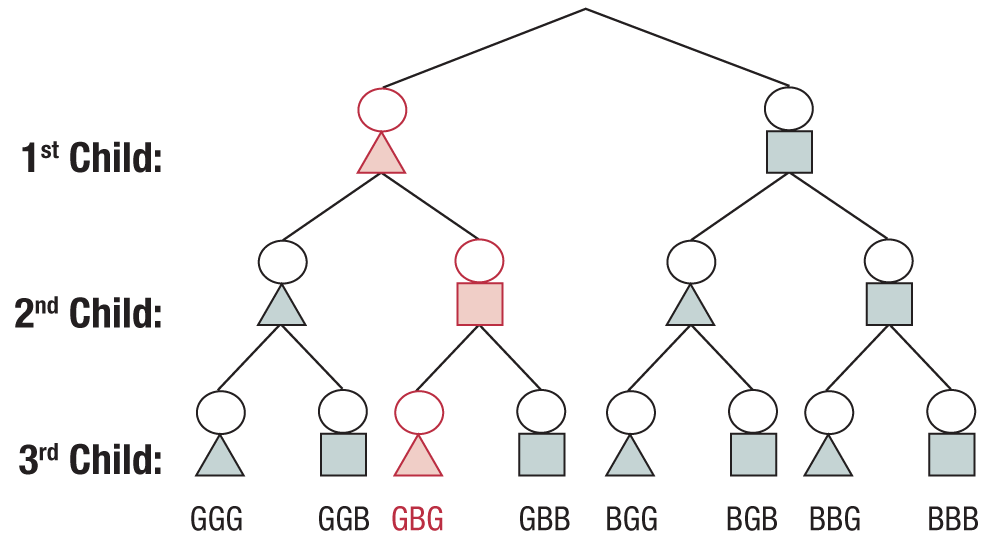 1st Child:
2nd Child:
3rd Child:
GGG GGB GBG GBB BGG BGB BBG BBB